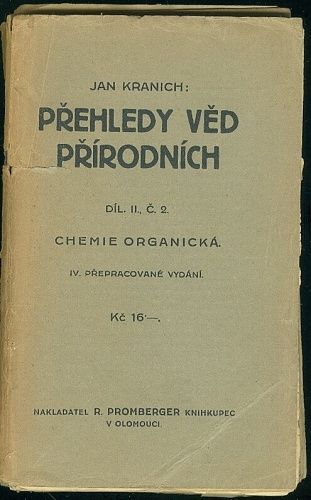 JAN KRANICH:
PŘEHLEDY VĚD
PŘÍRODNÍCH
DÍL. II., Č. 2.
CHEMIE ORGANICKÁ.
IV. PŘEPRACOVANÉ VYDÁNÍ.
Kč 16·—.
NAKLADATEL R. PROMBERGER KNIHKUPEC
V OLOMOUCI.